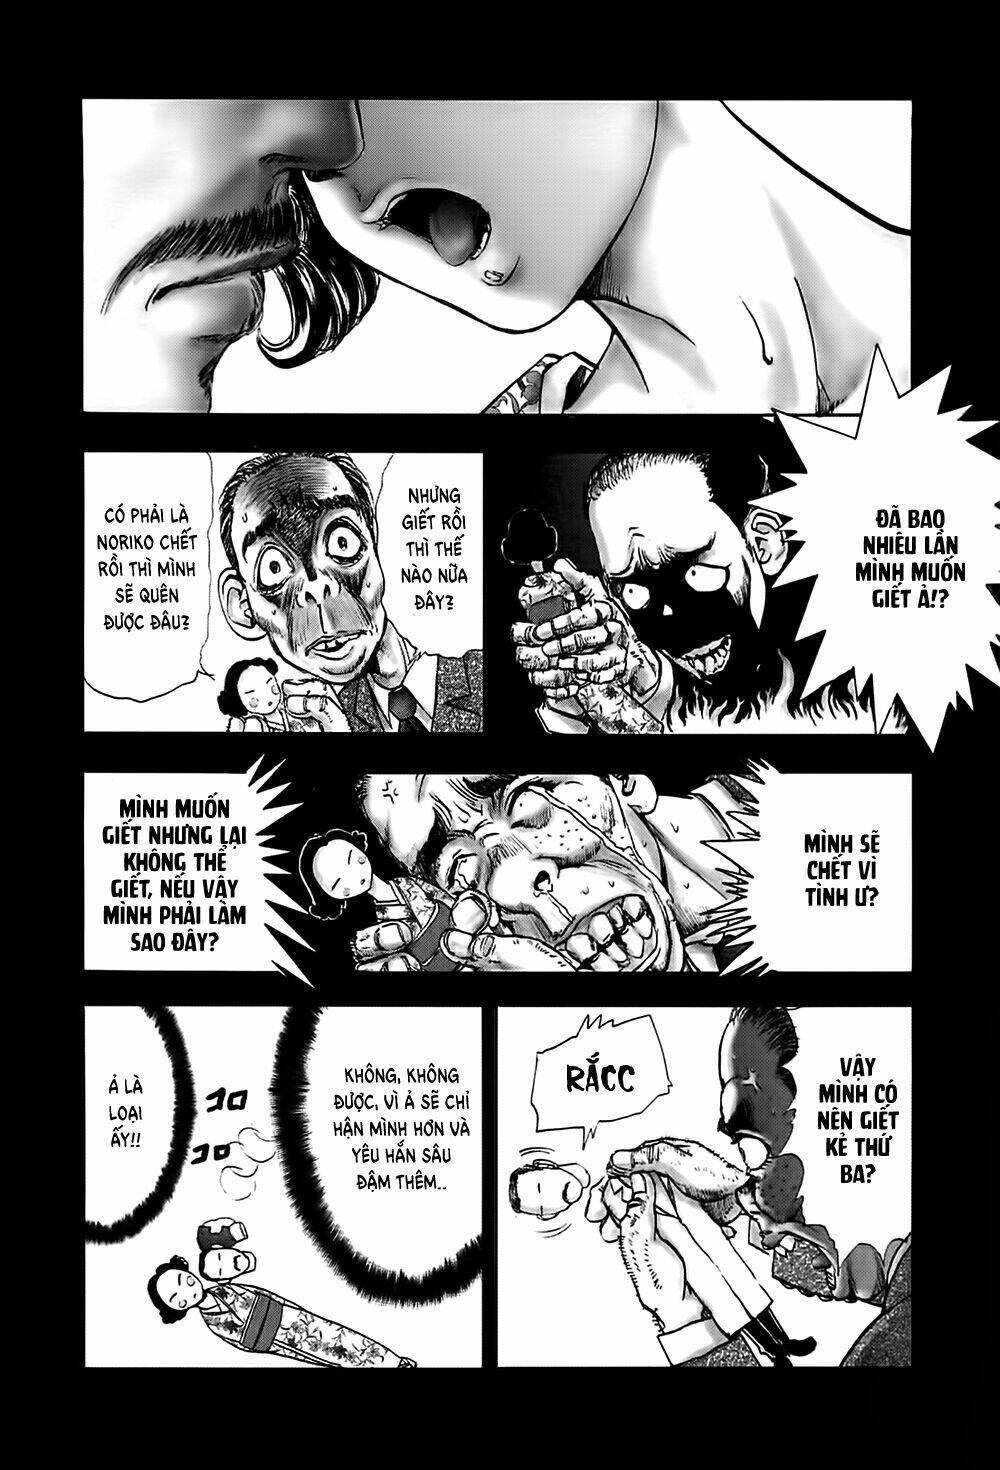 ĐÃ BAO
NHIÊU LẦN
MÌNH MUỐN
GIẾT Ả!?
NHƯNG
GIẾT RỒI
THÌ THẾ
NÀO NỮA
ĐÂY?
CÓ PHẢI LÀ
NORIKO CHẾT
RỒI THÌ MÌNH
SẼ QUÊN
ĐƯỢC ĐÂU?
MÌNH SẼ
CHẾT VÌ
TÌNH Ư?
MÌNH MUỐN
GIẾT NHƯNG LẠI
KHÔNG THỂ
GIẾT, NẾU VẬY
MÌNH PHẢI LÀM
SAO ĐÂY?
VẬY
MÌNH CÓ
NÊN GIẾT
KẺ THỨ
BA?
RẮCC
KHÔNG, KHÔNG
ĐƯỢC, VÌ Ả SẼ CHỈ
HẬN MÌNH HƠN VÀ
YÊU HẮN SÂU
ĐẬM THÊM..
コロ
コロ
Ả LÀ
LOẠI
ẤY!!